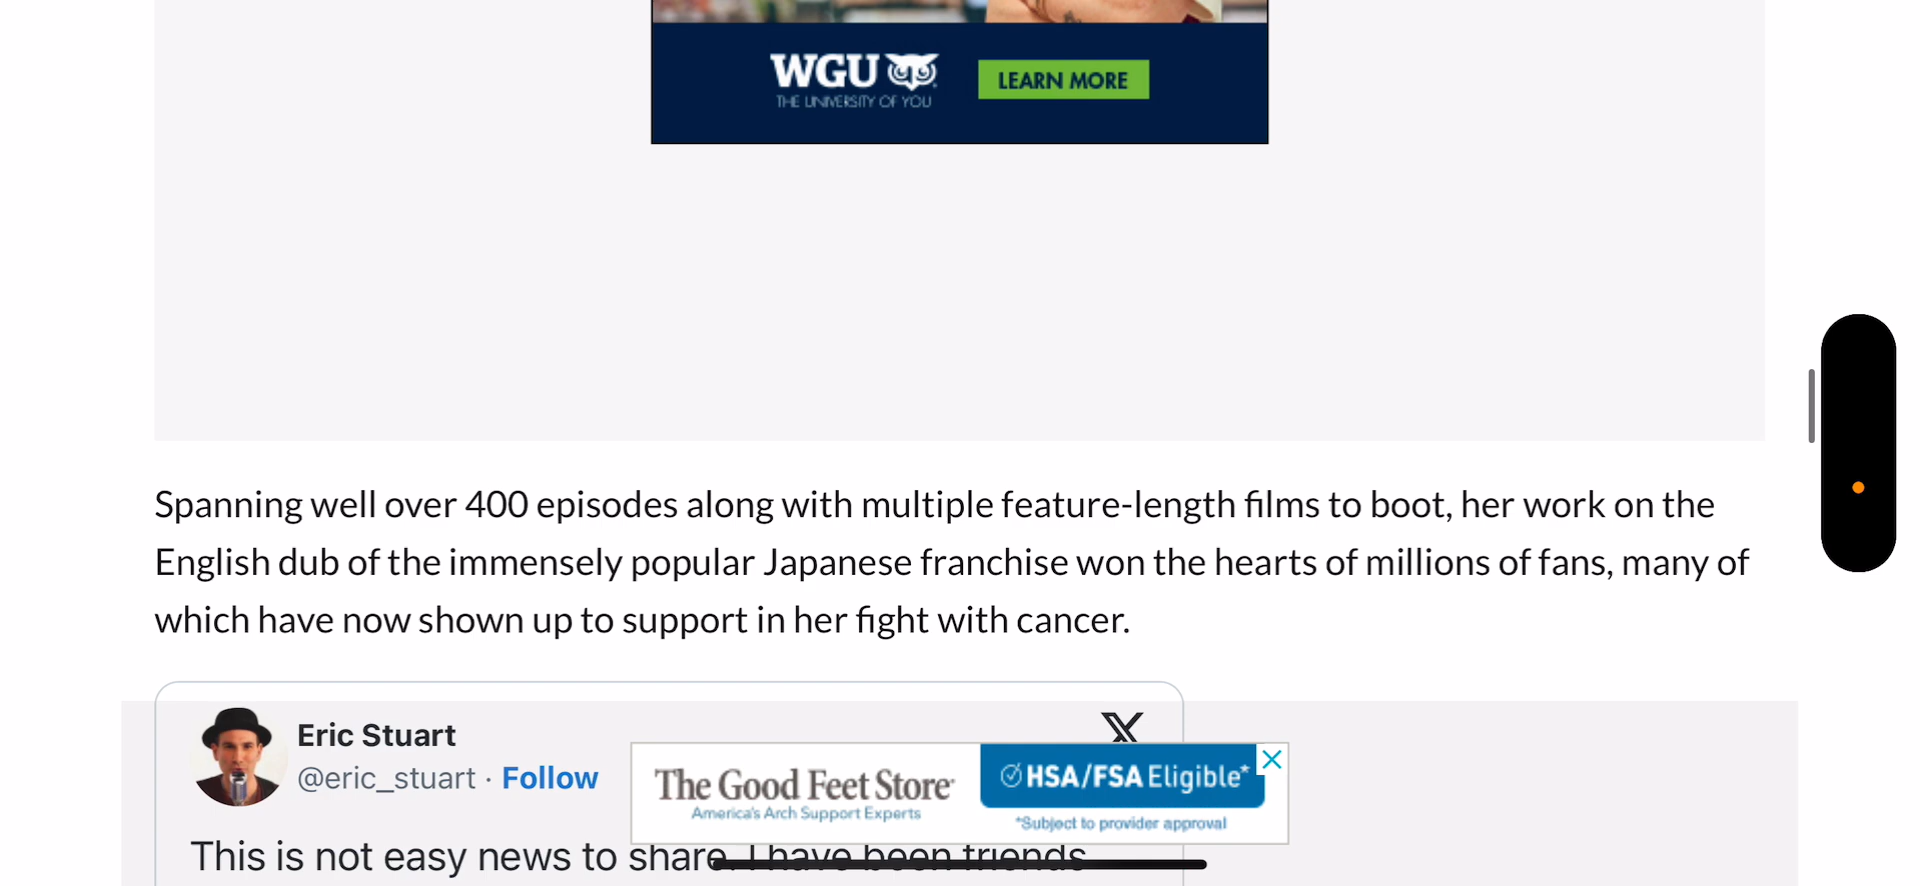 WGU
THE UNIVERSITY OF YOU
LEARN MORE
Spanning well over 400 episodes along with multiple feature-length films to boot, her work on the
English dub of the immensely popular Japanese franchise won the hearts of millions of fans, many of
which have now shown up to support in her fight with cancer.
Eric Stuart
@eric_stuart · Follow
The Good Feet Store
America's Arch Support Experts
HSA/FSA Eligible*
*Subject to provider approval
This is not easy news to share. I have been friends